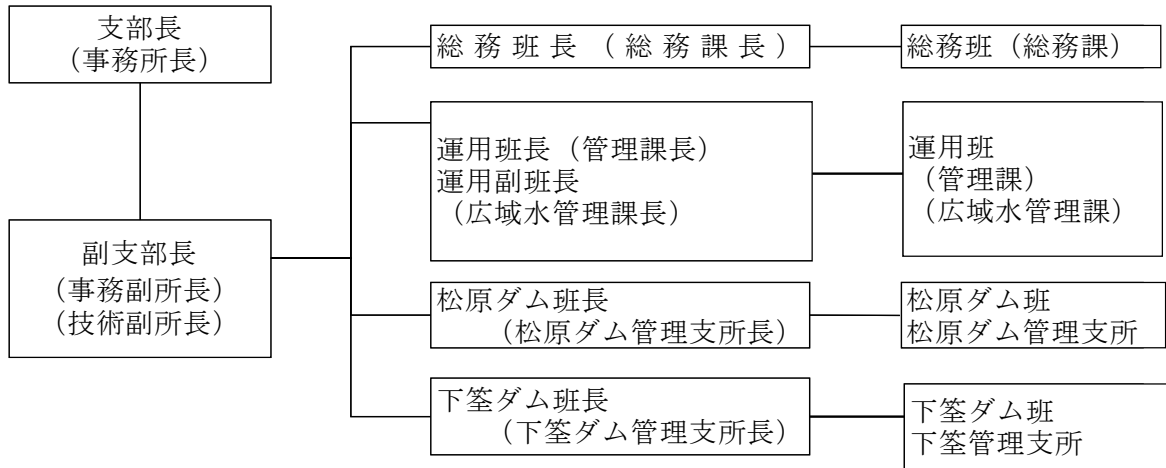 支部長
(事務所長)
総務班長(総務課長)
総務班(総務課)
運用班長(管理課長)
運用副班長
(広域水管理課長)
運用班
(管理課)
(広域水管理課)
副支部長
(事務副所長)
(技術副所長)
松原ダム班長
(松原ダム管理支所長)
松原ダム班
松原ダム管理支所
下筌ダム班長
(下筌ダム管理支所長)
下筌ダム班
下筌管理支所